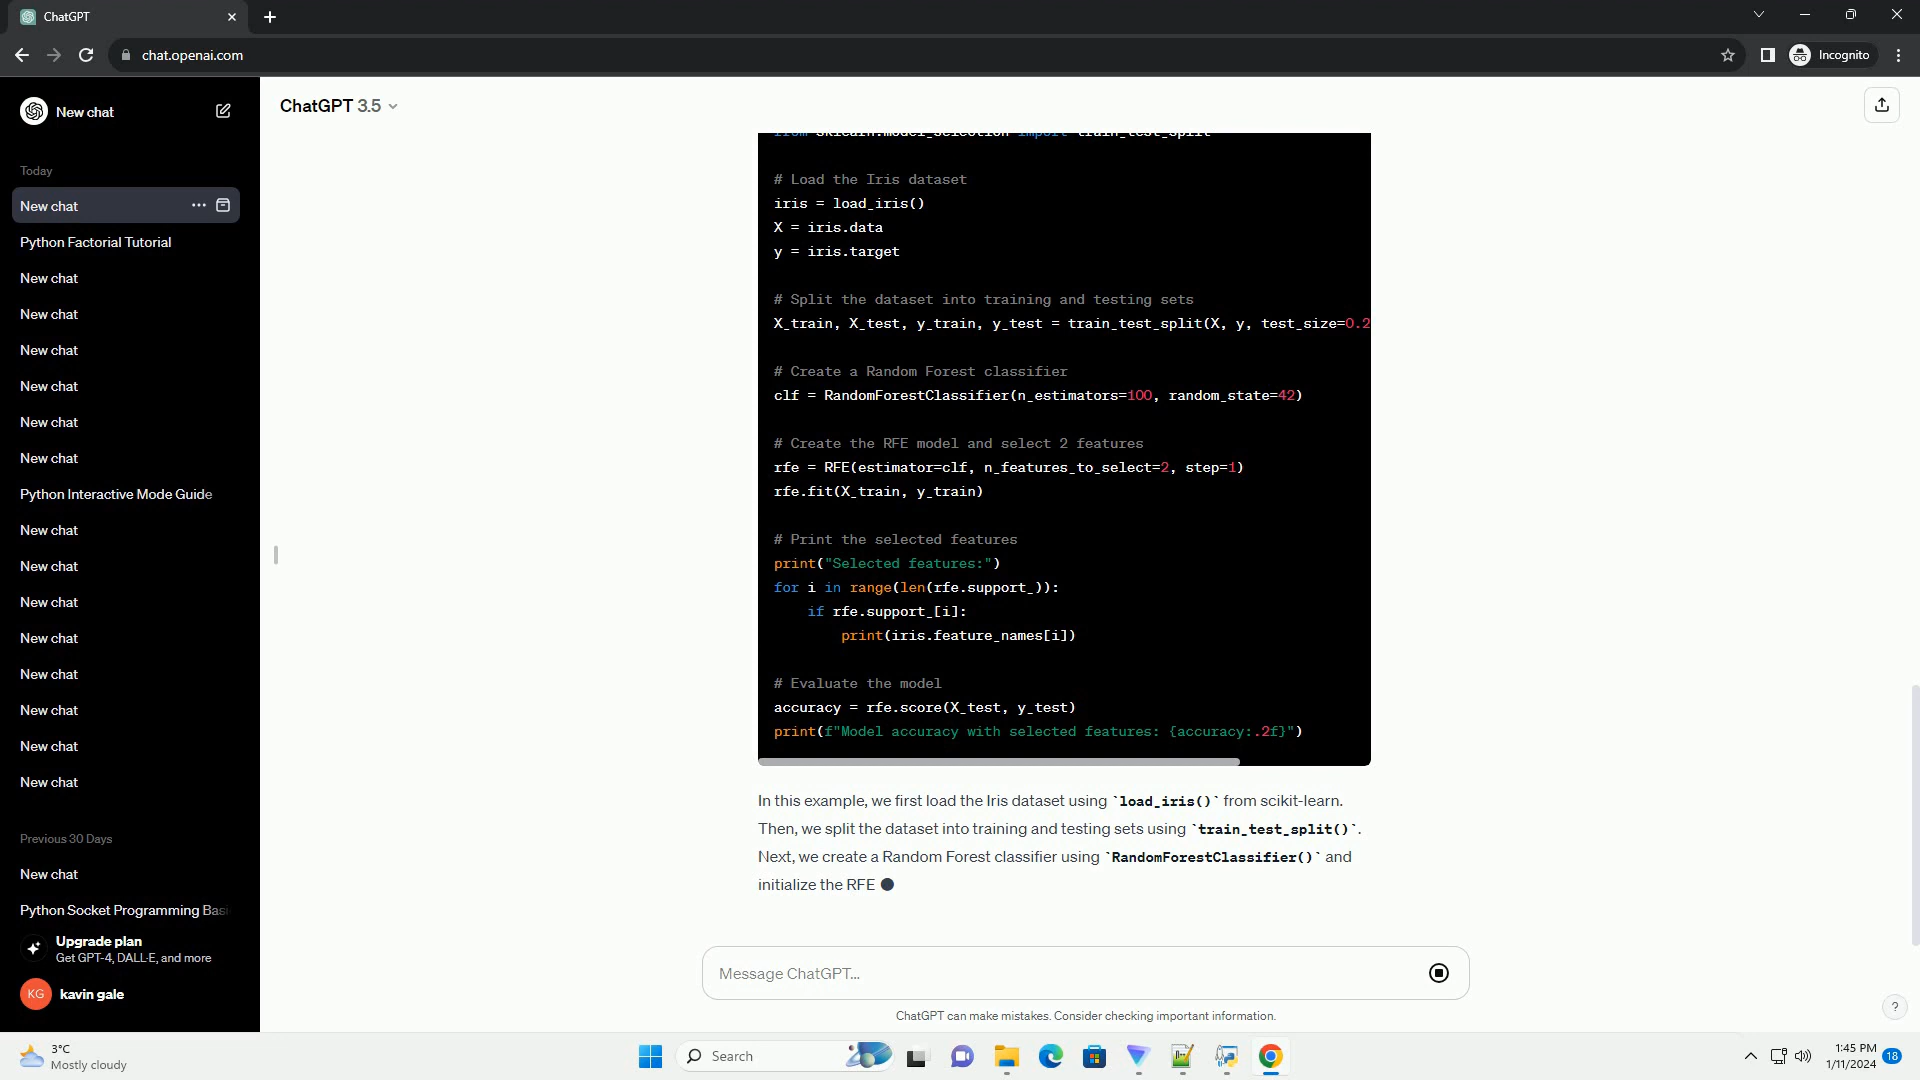 ChatGPT
chat.openai.com
Incognito
New chat
ChatGPT 3.5
Today
New chat
Python Factorial Tutorial
New chat
New chat
New chat
New chat
New chat
New chat
Python Interactive Mode Guide
New chat
New chat
New chat
New chat
New chat
New chat
New chat
New chat
Previous 30 Days
New chat
Python Socket Programming Basi
Upgrade plan
Get GPT-4, DALL·E, and more
KG kavin gale
from sklearn.model_selection import train_test_split
# Load the Iris dataset
iris = load_iris()
X = iris.data
y = iris.target
# Split the dataset into training and testing sets
X_train, X_test, y_train, y_test = train_test_split(X, y, test_size=0.2
# Create a Random Forest classifier
clf = RandomForestClassifier(n_estimators=100, random_state=42)
# Create the RFE model and select 2 features
rfe = RFE(estimator=clf, n_features_to_select=2, step=1)
rfe.fit(X_train, y_train)
# Print the selected features
print("Selected features:")
for i in range(len(rfe.support_)):
    if rfe.support_[i]:
        print(iris.feature_names[i])
# Evaluate the model
accuracy = rfe.score(X_test, y_test)
print(f"Model accuracy with selected features: {accuracy:.2f}")
In this example, we first load the Iris dataset using `load_iris()` from scikit-learn.
Then, we split the dataset into training and testing sets using `train_test_split()`.
Next, we create a Random Forest classifier using `RandomForestClassifier()` and
initialize the RFE
Message ChatGPT...
ChatGPT can make mistakes. Consider checking important information.
?
3°C
Mostly cloudy
Search
1:45 PM
1/11/2024
18